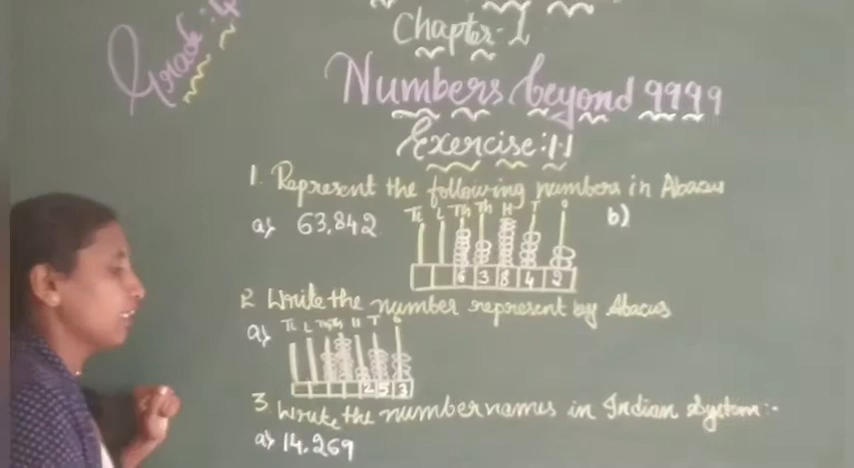 Grade: 4
Chapter-1
Numbers beyond 9999
Exercise:1.1
1. Represent the following numbers in Abacus
a) 63,842
TL L TTh Th H T O
b)
6 3 8 4 2
2 Write the number represent by Abacus
a)
TL L TTh Th H T O
2 5 3
3. Write the number names in Indian System:-
a) 14,269